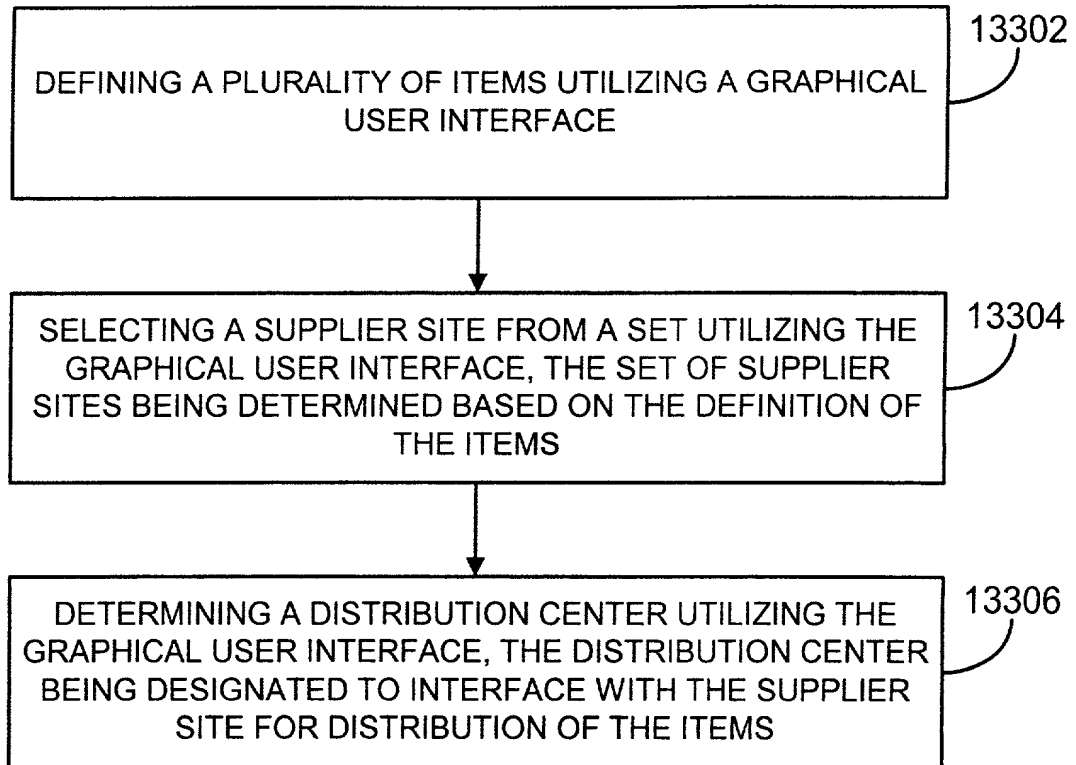 13302
DEFINING A PLURALITY OF ITEMS UTILIZING A GRAPHICAL
USER INTERFACE
13304
SELECTING A SUPPLIER SITE FROM A SET UTILIZING THE
GRAPHICAL USER INTERFACE, THE SET OF SUPPLIER
SITES BEING DETERMINED BASED ON THE DEFINITION OF
THE ITEMS
13306
DETERMINING A DISTRIBUTION CENTER UTILIZING THE
GRAPHICAL USER INTERFACE, THE DISTRIBUTION CENTER
BEING DESIGNATED TO INTERFACE WITH THE SUPPLIER
SITE FOR DISTRIBUTION OF THE ITEMS